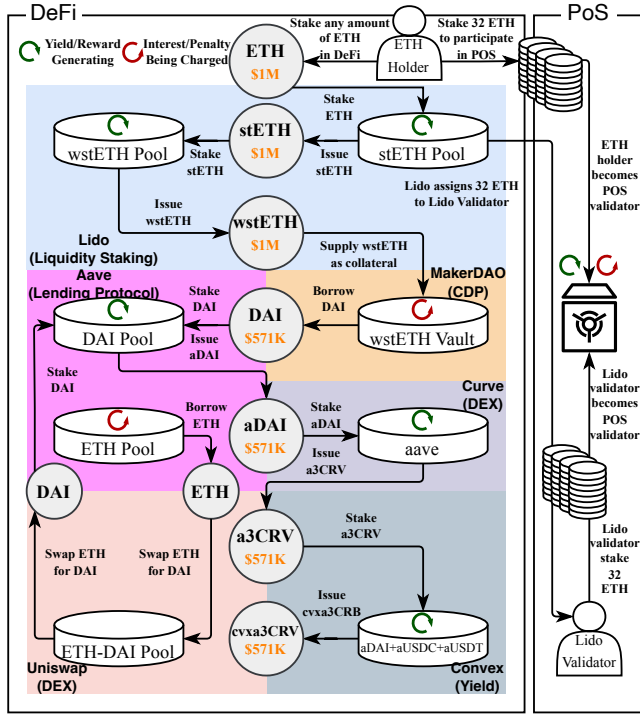 DeFi
PoS
Yield/Reward
Generating
Interest/Penalty
Being Charged
ETH
$1M
Stake any amount
of ETH
in DeFi
ETH
Holder
Stake 32 ETH
to participate
in POS
Stake
ETH
wstETH Pool
Stake
stETH
stETH
$1M
Issue
stETH
stETH Pool
Lido assigns 32 ETH
to Lido Validator
ETH
holder
becomes
POS
validator
Issue
wstETH
wstETH
$1M
Supply wstETH
as collateral
Lido
(Liquidity Staking)
Aave
(Lending Protocol)
MakerDAO
(CDP)
DAI Pool
Stake
DAI
Issue
aDAI
DAI
$571K
Borrow
DAI
wstETH Vault
Stake
DAI
ETH Pool
Borrow
ETH
aDAI
$571K
Stake
aDAI
Issue
a3CRV
aave
Curve
(DEX)
Lido
validator
becomes
POS
validator
DAI
ETH
a3CRV
$571K
Stake
a3CRV
Swap ETH
for DAI
Swap ETH
for DAI
Lido
validator
stake
32
ETH
ETH-DAI Pool
cvxa3CRV
$571K
Issue
cvxa3CRB
aDAI+aUSDC+aUSDT
Uniswap
(DEX)
Convex
(Yield)
Lido
Validator